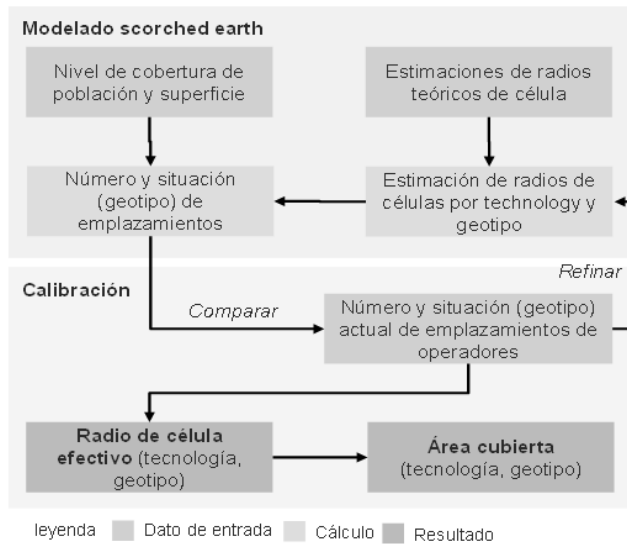 Modelado scorched earth
Nivel de cobertura de
población y superficie
Estimaciones de radios
teóricos de célula
Número y situación
(geotipo) de
emplazamientos
Estimación de radios de
células por technology y
geotipo
Refinar
Calibración
Comparar
Número y situación (geotipo)
actual de emplazamientos de
operadores
Radio de célula
efectivo (tecnología,
geotipo)
Área cubierta
(tecnología, geotipo)
leyenda Dato de entrada Cálculo Resultado